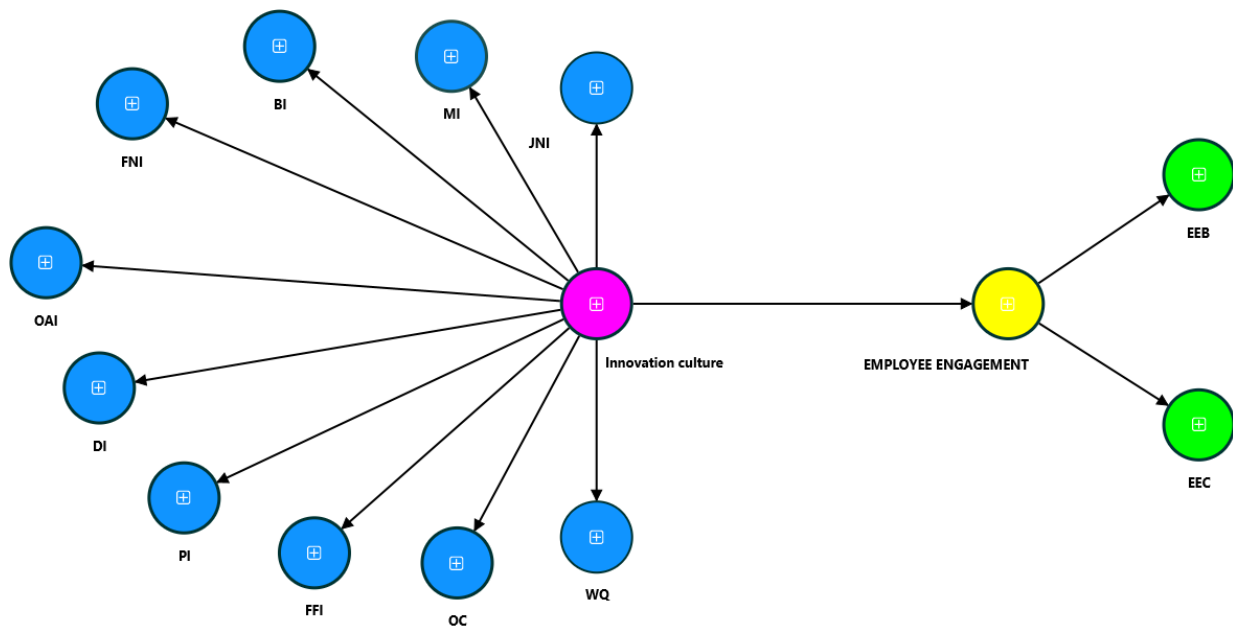 BI
MI
JNI
FNI
EEB
OAI
Innovation culture
EMPLOYEE ENGAGEMENT
DI
EEC
PI
FFI
OC
WQ